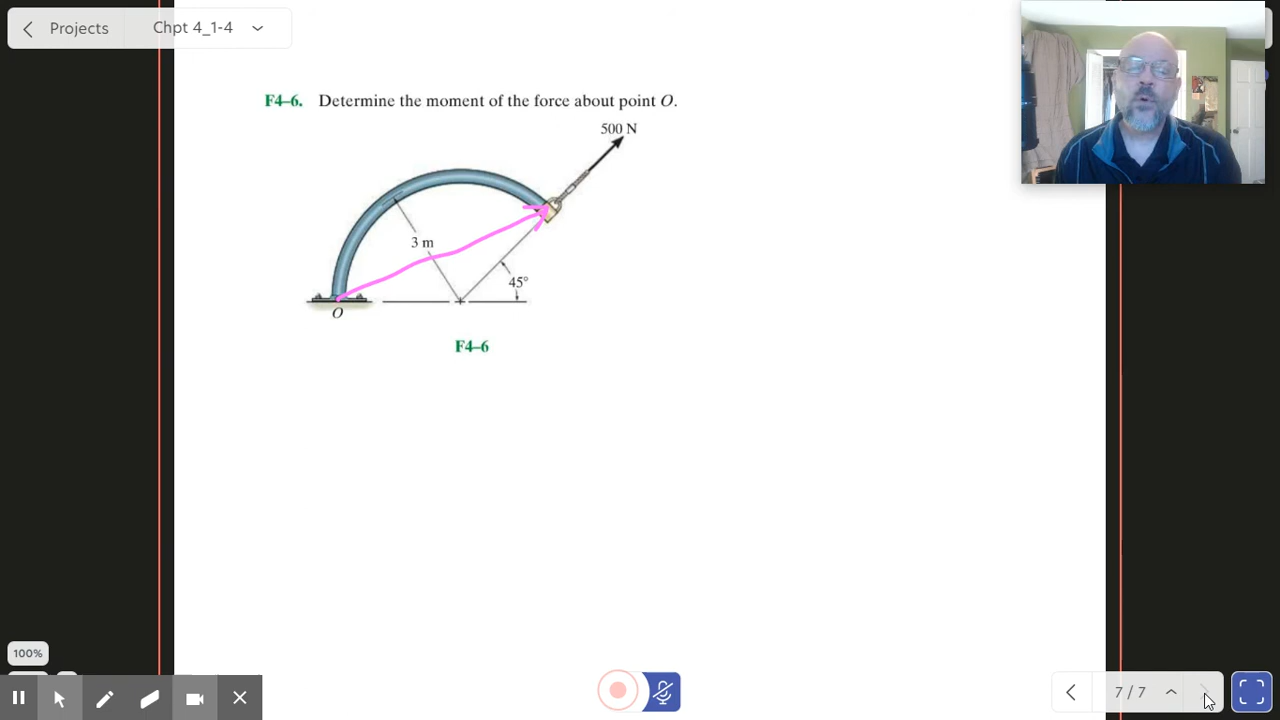 Projects
Chpt 4_1-4
F4–6. Determine the moment of the force about point O.
500 N
3 m
45°
O
F4–6
100%
7 / 7